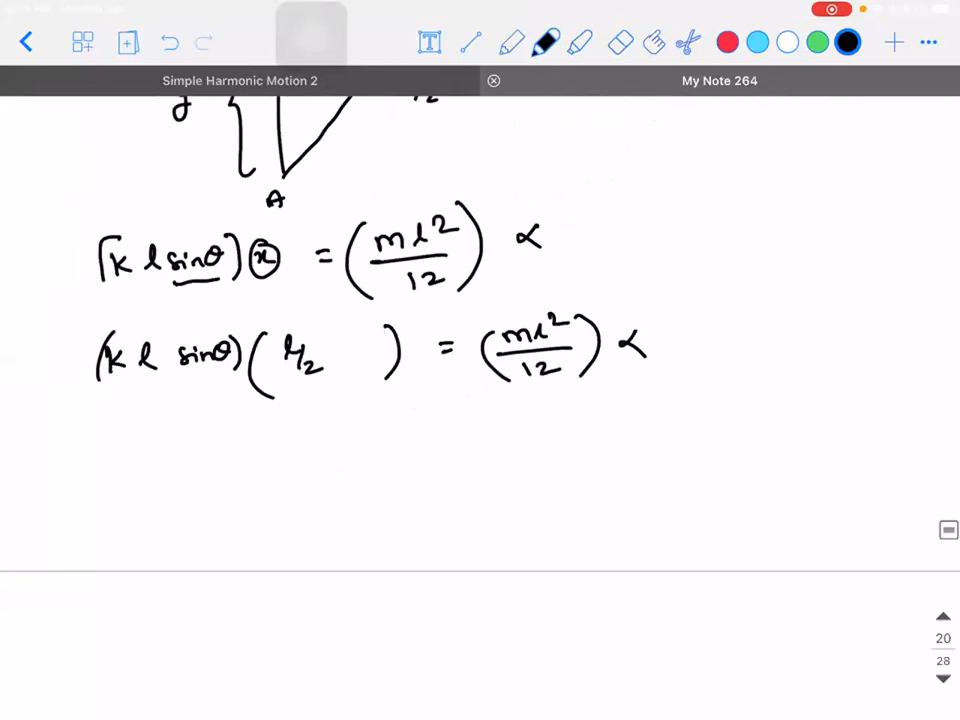 Simple Harmonic Motion 2
My Note 264
y
A
(k l sinθ) x = (ml²/12) α
(k l sinθ) (l/2 ) = (ml²/12) α
20
28